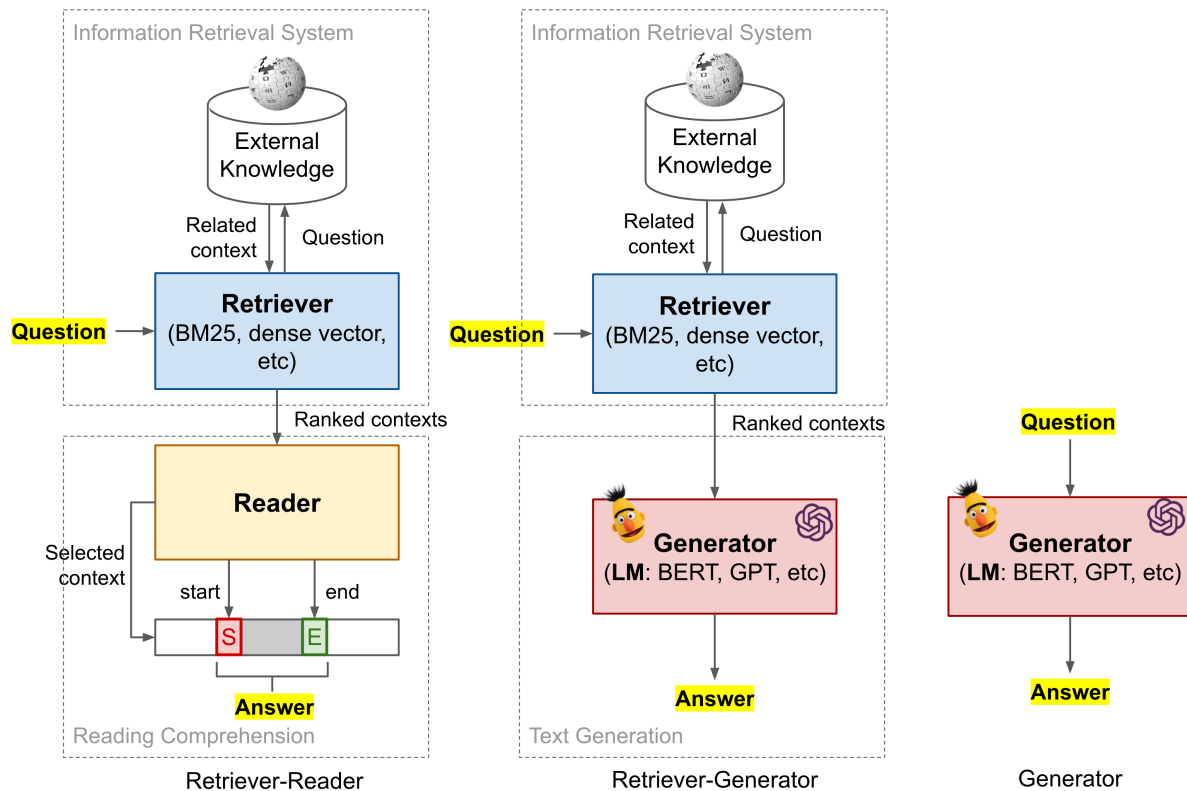 Information Retrieval System
External
Knowledge
Related
context
Question
Question
Retriever
(BM25, dense vector,
etc)
Ranked contexts
Reader
Selected
context
start
end
S
E
Answer
Reading Comprehension
Retriever-Reader
Information Retrieval System
External
Knowledge
Related
context
Question
Question
Retriever
(BM25, dense vector,
etc)
Ranked contexts
Generator
(LM: BERT, GPT, etc)
Answer
Text Generation
Retriever-Generator
Question
Generator
(LM: BERT, GPT, etc)
Answer
Generator